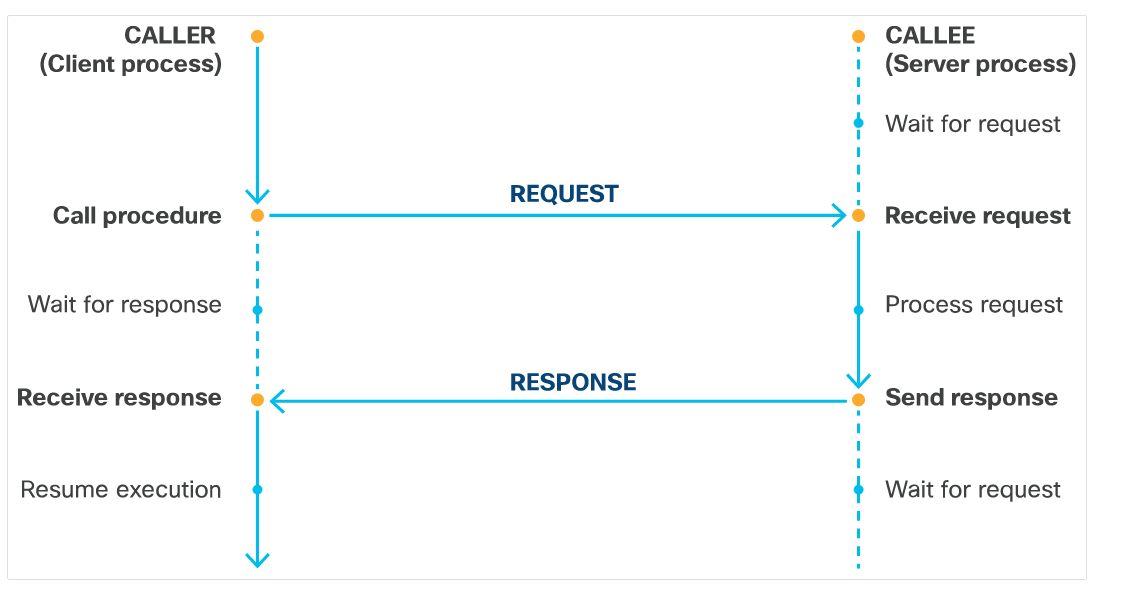 CALLER
(Client process)
CALLEE
(Server process)
Wait for request
REQUEST
Call procedure
Receive request
Wait for response
Process request
RESPONSE
Receive response
Send response
Resume execution
Wait for request